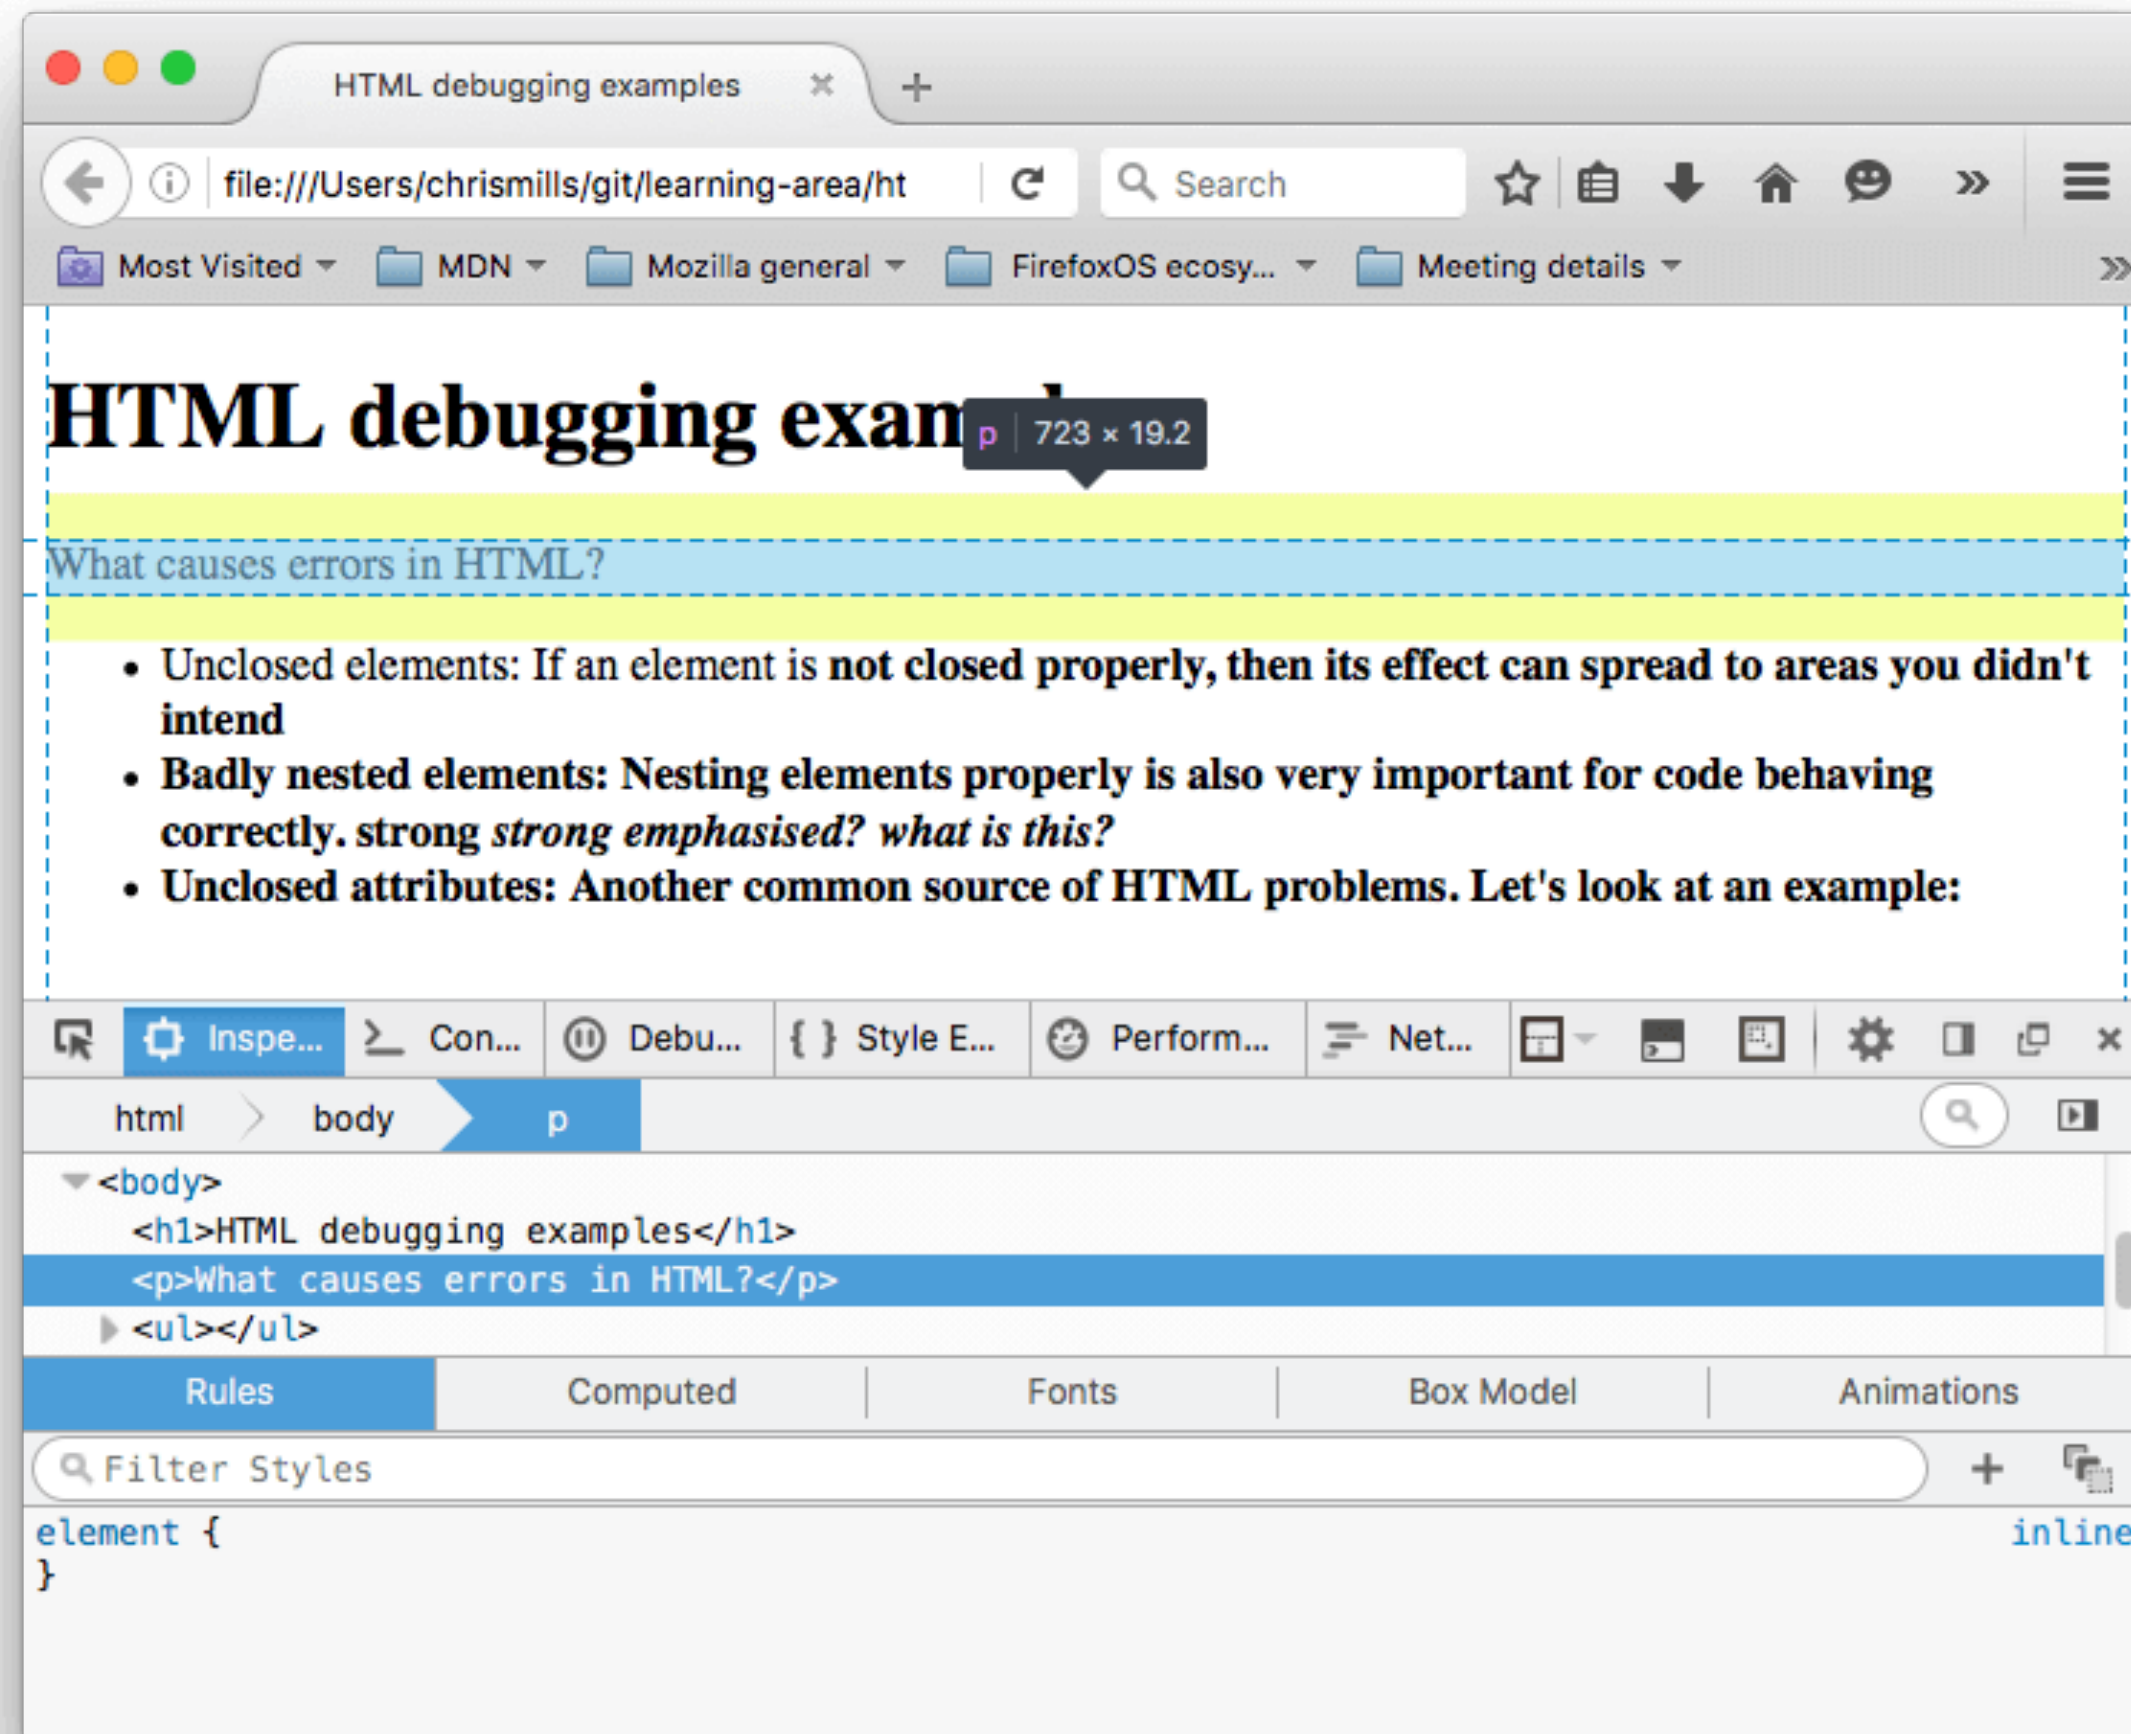 HTML debugging examples
file:///Users/chrismills/git/learning-area/ht
Search
Most Visited MDN Mozilla general FirefoxOS ecosy... Meeting details
HTML debugging exam
p 723 × 19.2
What causes errors in HTML?
• Unclosed elements: If an element is not closed properly, then its effect can spread to areas you didn't
intend
• Badly nested elements: Nesting elements properly is also very important for code behaving
correctly. strong strong emphasised? what is this?
• Unclosed attributes: Another common source of HTML problems. Let's look at an example:
Inspe... Con... Debu... { } Style E... Perform... Net...
html body p
<body>
<h1>HTML debugging examples</h1>
<p>What causes errors in HTML?</p>
<ul></ul>
Rules Computed Fonts Box Model Animations
Filter Styles
element { inline
}